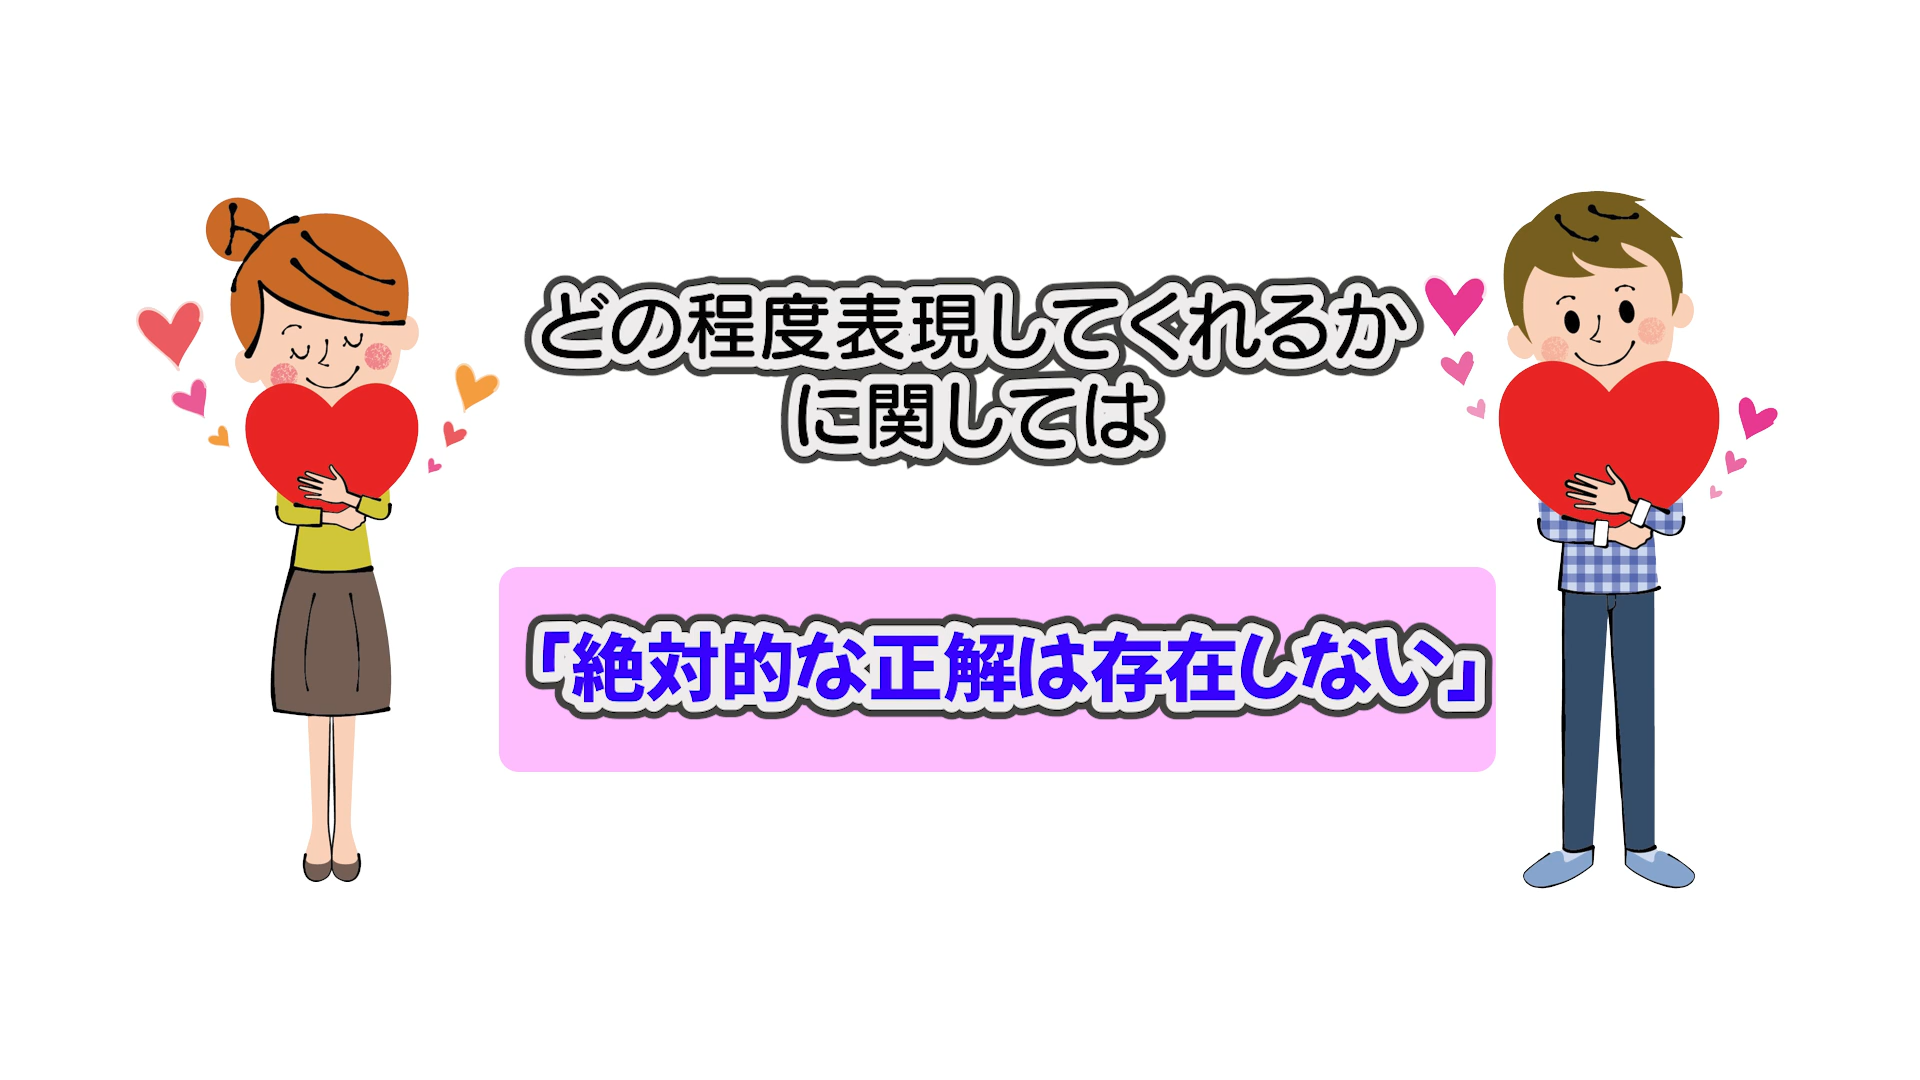 どの程度表現してくれるか
に関しては
「絶対的な正解は存在しない」